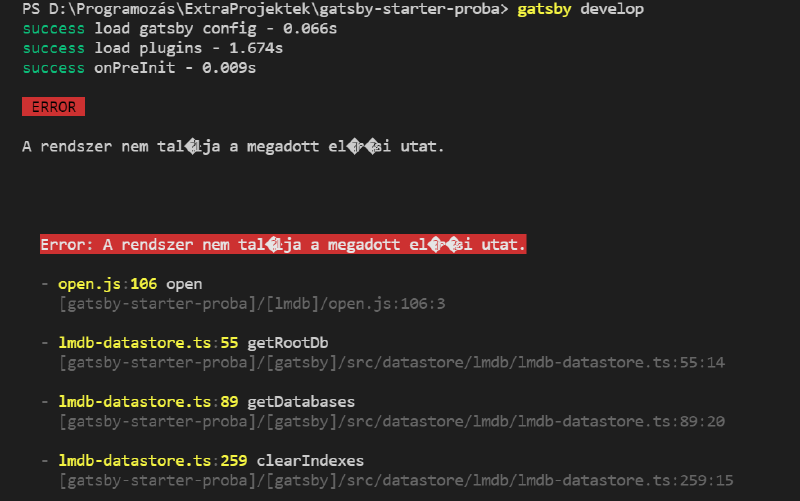 PS D:\Programozás\ExtraProjektek\gatsby-starter-proba> gatsby develop
success load gatsby config - 0.066s
success load plugins - 1.674s
success onPreInit - 0.009s
ERROR
A rendszer nem tal�lja a megadott el�r�si utat.
Error: A rendszer nem tal�lja a megadott el�r�si utat.
- open.js:106 open
[gatsby-starter-proba]/[lmdb]/open.js:106:3
- lmdb-datastore.ts:55 getRootDb
[gatsby-starter-proba]/[gatsby]/src/datastore/lmdb/lmdb-datastore.ts:55:14
- lmdb-datastore.ts:89 getDatabases
[gatsby-starter-proba]/[gatsby]/src/datastore/lmdb/lmdb-datastore.ts:89:20
- lmdb-datastore.ts:259 clearIndexes
[gatsby-starter-proba]/[gatsby]/src/datastore/lmdb/lmdb-datastore.ts:259:15